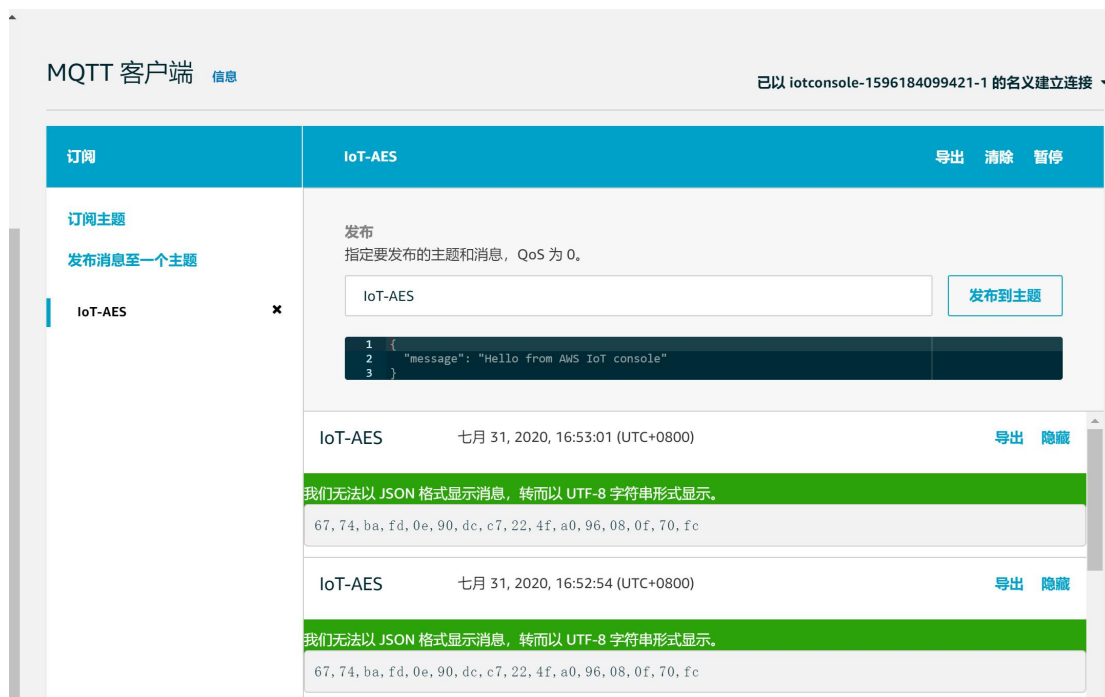 MQTT 客户端 信息
已以 iotconsole-1596184099421-1 的名义建立连接
订阅
IoT-AES
导出 清除 暂停
订阅主题
发布消息至一个主题
IoT-AES
发布
指定要发布的主题和消息，QoS 为 0。
IoT-AES
发布到主题
1 {
2 "message": "Hello from AWS IoT console"
3 }
IoT-AES 七月 31, 2020, 16:53:01 (UTC+0800) 导出 隐藏
我们无法以 JSON 格式显示消息，转而以 UTF-8 字符串形式显示。
67,74,ba,fd,0e,90,dc,c7,22,4f,a0,96,08,0f,70,fc
IoT-AES 七月 31, 2020, 16:52:54 (UTC+0800) 导出 隐藏
我们无法以 JSON 格式显示消息，转而以 UTF-8 字符串形式显示。
67,74,ba,fd,0e,90,dc,c7,22,4f,a0,96,08,0f,70,fc